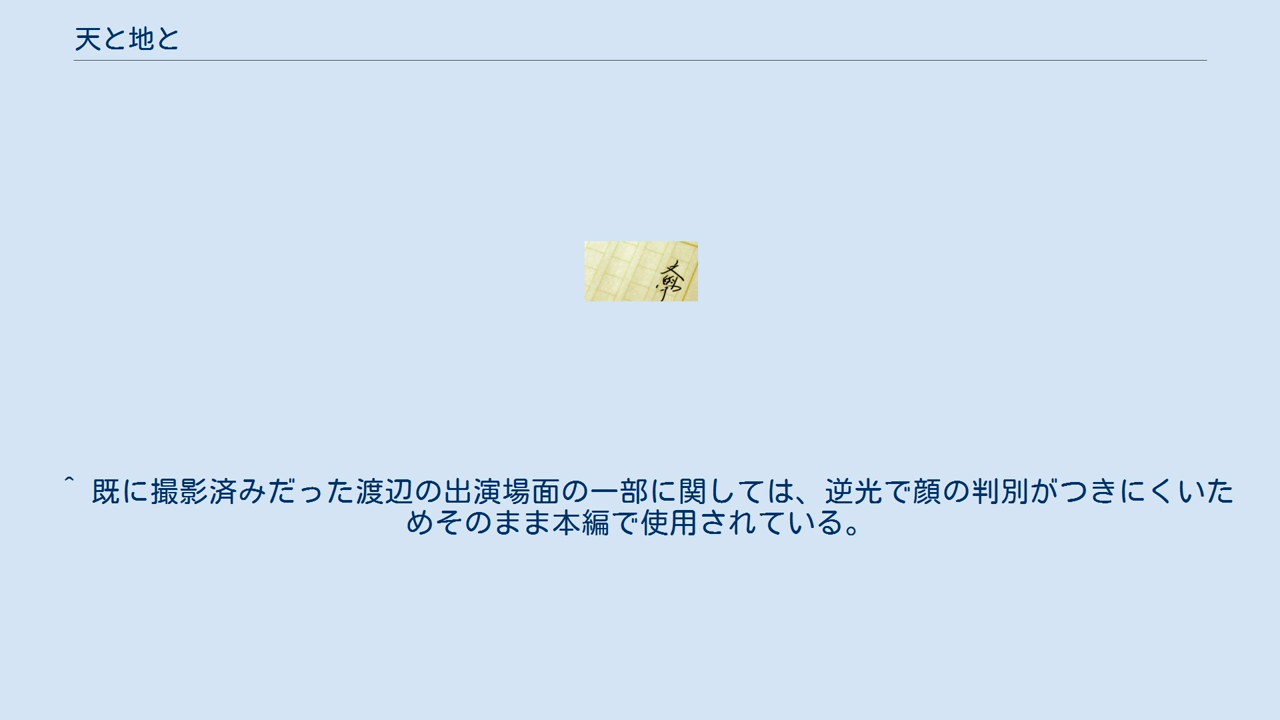 天と地と
^ 既に撮影済みだった渡辺の出演場面の一部に関しては、逆光で顔の判別がつきにくいた
めそのまま本編で使用されている。